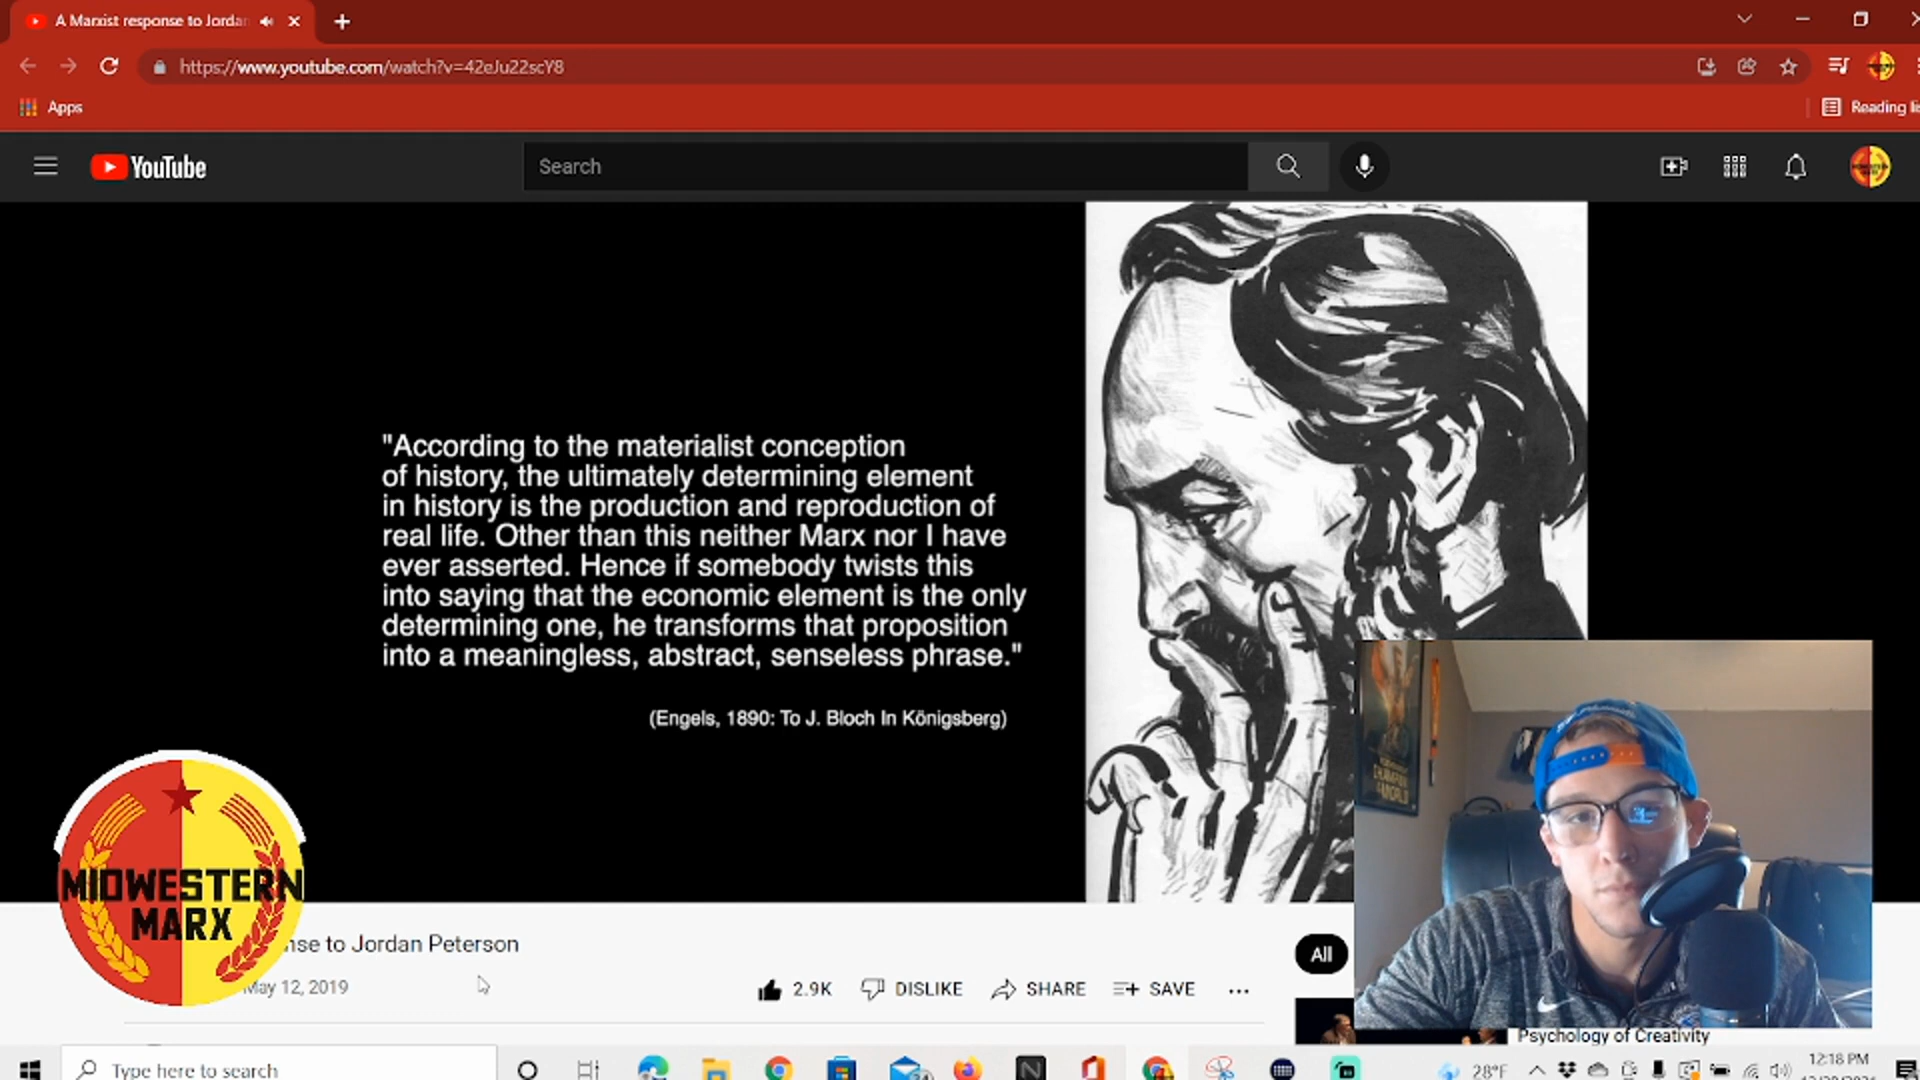 A Marxist response to Jorda
https://www.youtube.com/watch?v=42eJu22scY8
Apps
Reading lis
YouTube
Search
"According to the materialist conception
of history, the ultimately determining element
in history is the production and reproduction of
real life. Other than this neither Marx nor I have
ever asserted. Hence if somebody twists this
into saying that the economic element is the only
determining one, he transforms that proposition
into a meaningless, abstract, senseless phrase."
(Engels, 1890: To J. Bloch In Königsberg)
MIDWESTERN
MARX
nse to Jordan Peterson
May 12, 2019
2.9K
DISLIKE
SHARE
SAVE
All
Psychology of Creativity
Type here to search
28°F
12:18 PM